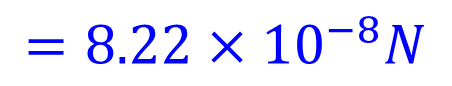 = 8.22 × 10⁻⁸N